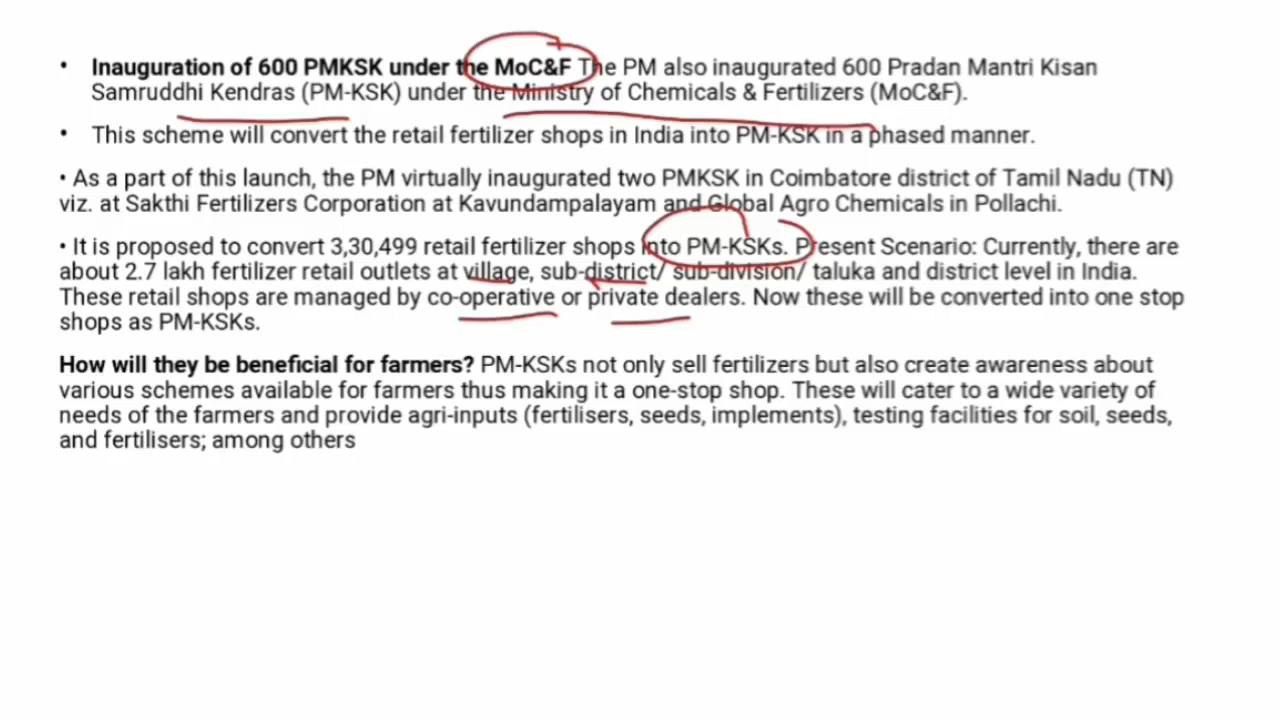 • Inauguration of 600 PMKSK under the MoC&F The PM also inaugurated 600 Pradan Mantri Kisan
Samruddhi Kendras (PM-KSK) under the Ministry of Chemicals & Fertilizers (MoC&F).
• This scheme will convert the retail fertilizer shops in India into PM-KSK in a phased manner.
• As a part of this launch, the PM virtually inaugurated two PMKSK in Coimbatore district of Tamil Nadu (TN)
viz. at Sakthi Fertilizers Corporation at Kavundampalayam and Global Agro Chemicals in Pollachi.
• It is proposed to convert 3,30,499 retail fertilizer shops into PM-KSKs. Present Scenario: Currently, there are
about 2.7 lakh fertilizer retail outlets at village, sub-district/ sub-division/ taluka and district level in India.
These retail shops are managed by co-operative or private dealers. Now these will be converted into one stop
shops as PM-KSKs.
How will they be beneficial for farmers? PM-KSKs not only sell fertilizers but also create awareness about
various schemes available for farmers thus making it a one-stop shop. These will cater to a wide variety of
needs of the farmers and provide agri-inputs (fertilisers, seeds, implements), testing facilities for soil, seeds,
and fertilisers; among others